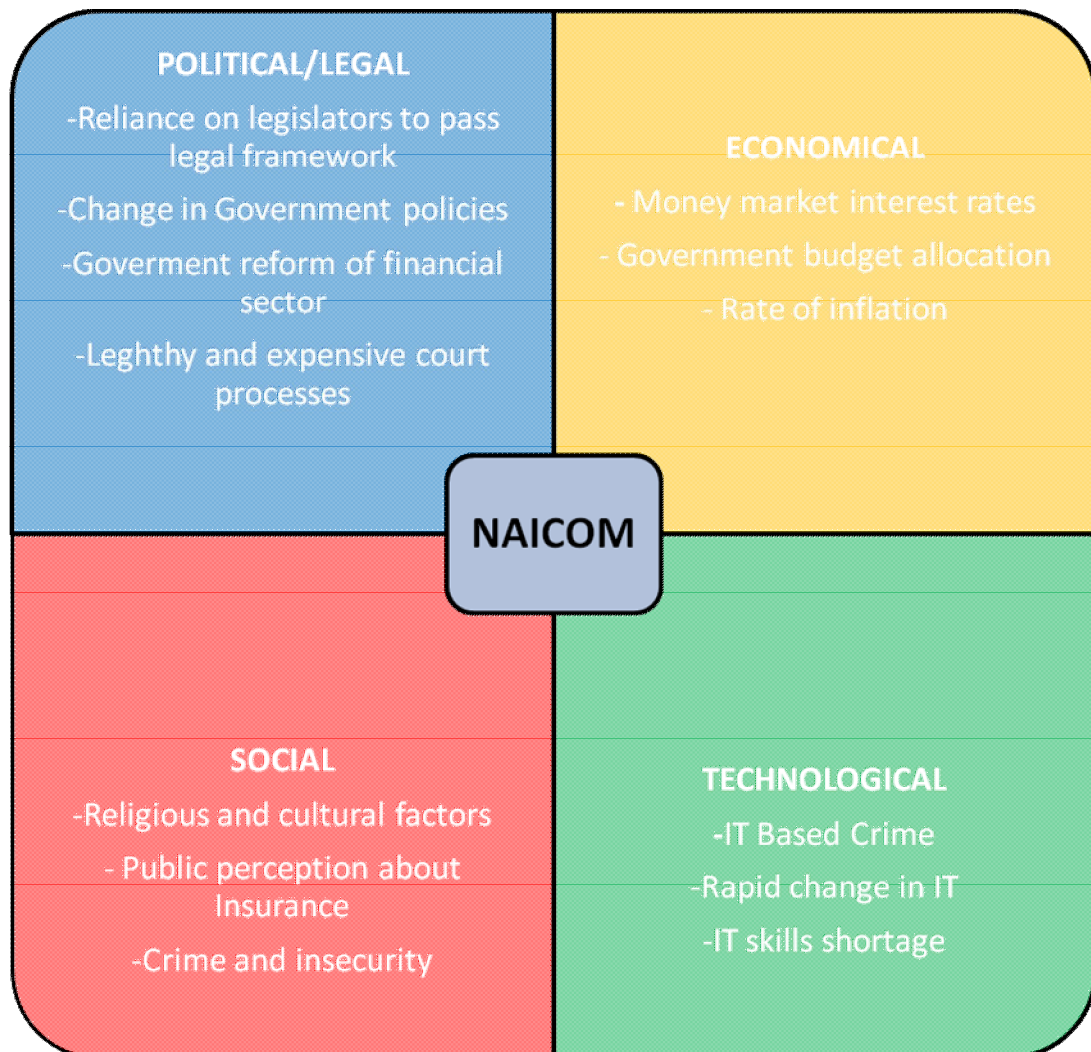 POLITICAL/LEGAL
-Reliance on legislators to pass
legal framework
-Change in Government policies
-Goverment reform of financial
sector
-Leghthy and expensive court
processes
ECONOMICAL
- Money market interest rates
- Government budget allocation
- Rate of inflation
NAICOM
SOCIAL
-Religious and cultural factors
- Public perception about
Insurance
-Crime and insecurity
TECHNOLOGICAL
-IT Based Crime
-Rapid change in IT
-IT skills shortage